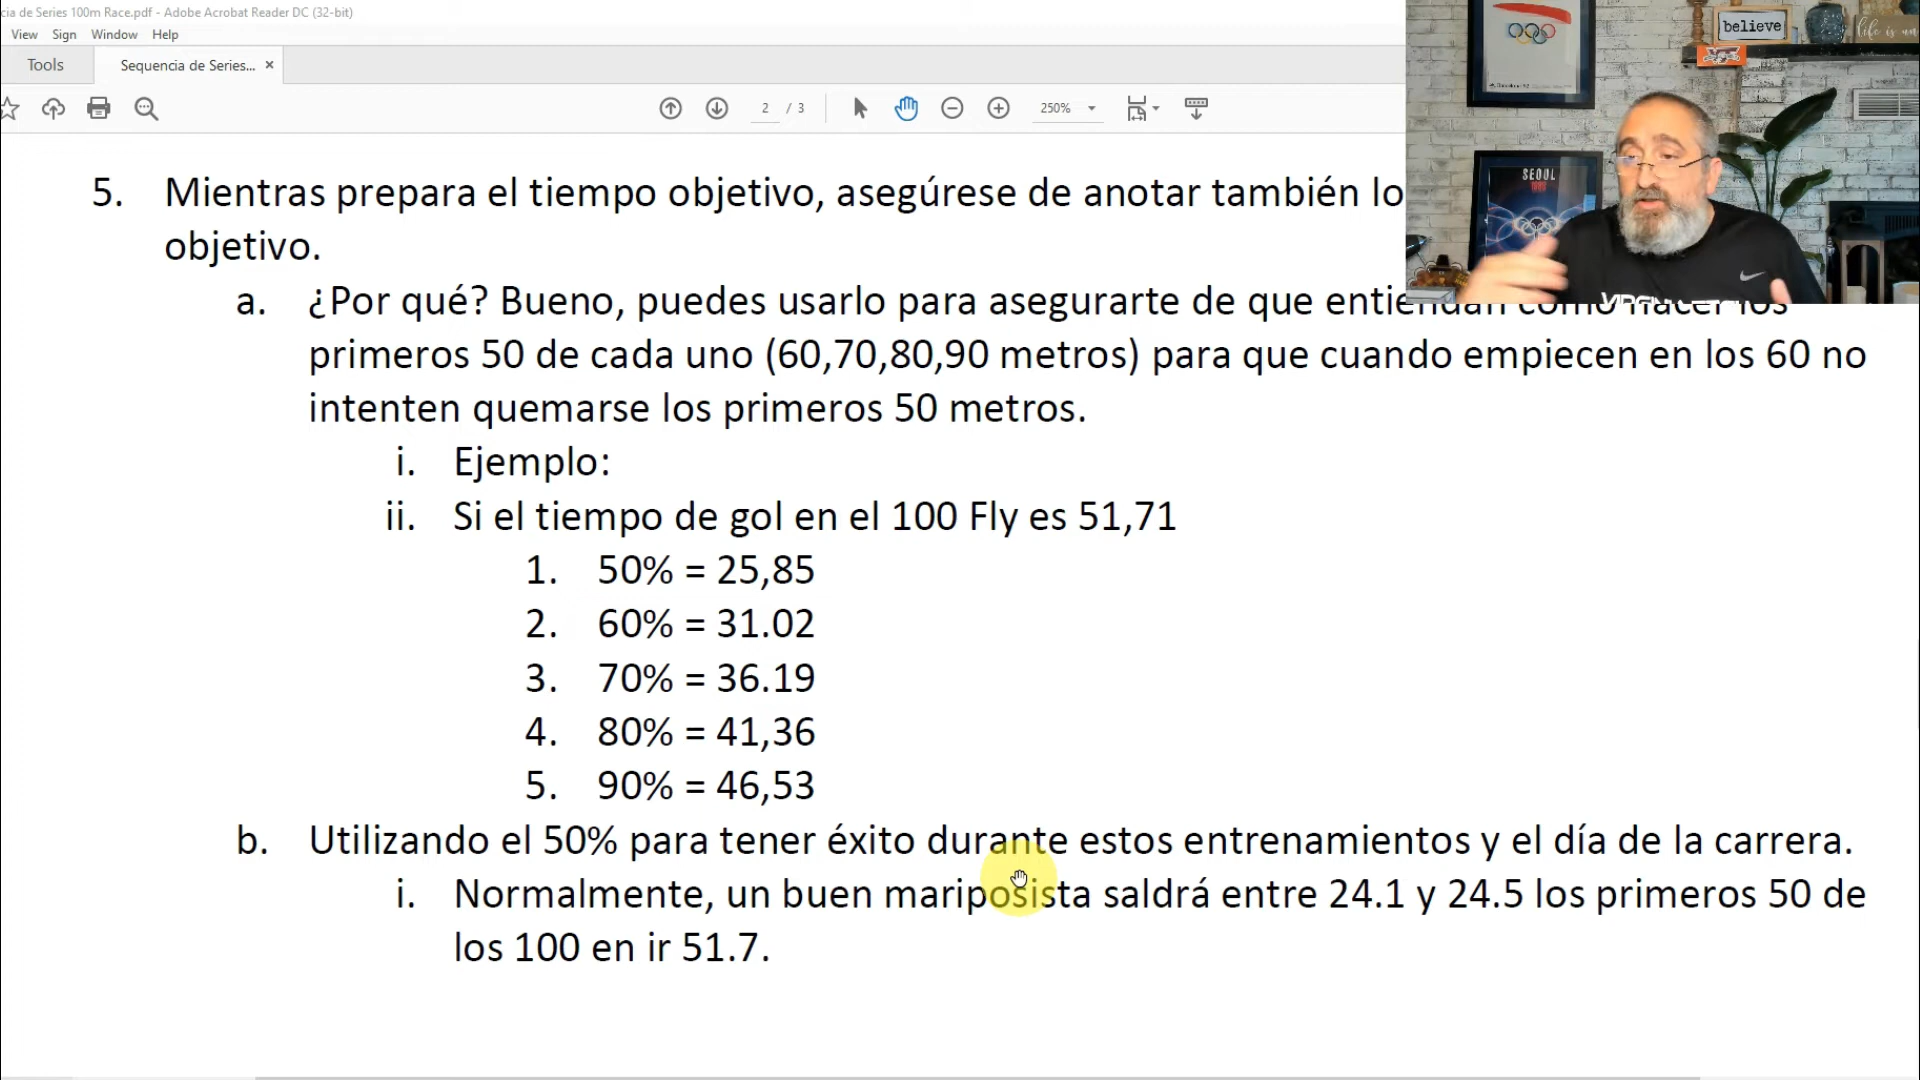 cia de Series 100m Race.pdf - Adobe Acrobat Reader DC (32-bit)
View Sign Window Help
Tools Sequencia de Series... ×
2 / 3 250%
believe
SEOUL
5. Mientras prepara el tiempo objetivo, asegúrese de anotar también lo
objetivo.
a. ¿Por qué? Bueno, puedes usarlo para asegurarte de que entiendan como hacer los
primeros 50 de cada uno (60,70,80,90 metros) para que cuando empiecen en los 60 no
intenten quemarse los primeros 50 metros.
i. Ejemplo:
ii. Si el tiempo de gol en el 100 Fly es 51,71
1. 50% = 25,85
2. 60% = 31.02
3. 70% = 36.19
4. 80% = 41,36
5. 90% = 46,53
b. Utilizando el 50% para tener éxito durante estos entrenamientos y el día de la carrera.
i. Normalmente, un buen mariposista saldrá entre 24.1 y 24.5 los primeros 50 de
los 100 en ir 51.7.